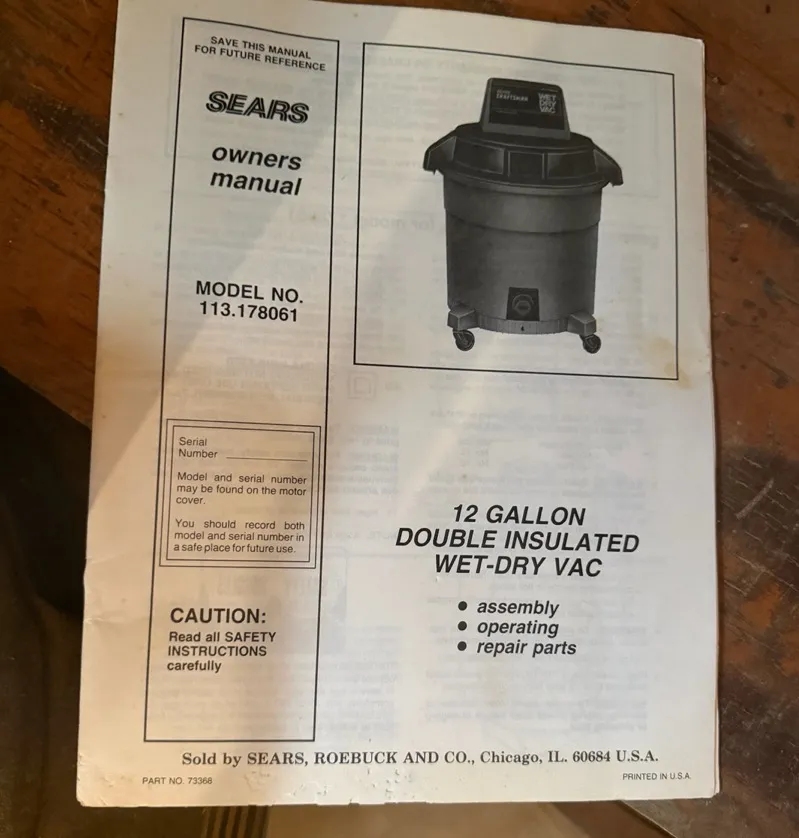 SAVE THIS MANUAL
FOR FUTURE REFERENCE
SEARS
owners
manual
MODEL NO.
113.178061
Serial
Number
Model and serial number
may be found on the motor
cover.
You should record both
model and serial number in
a safe place for future use.
CAUTION:
Read all SAFETY
INSTRUCTIONS
carefully
CRAFTSMAN
WET
DRY
VAC
12 GALLON
DOUBLE INSULATED
WET-DRY VAC
• assembly
• operating
• repair parts
Sold by SEARS, ROEBUCK AND CO., Chicago, IL. 60684 U.S.A.
PART NO. 73368
PRINTED IN U.S.A.